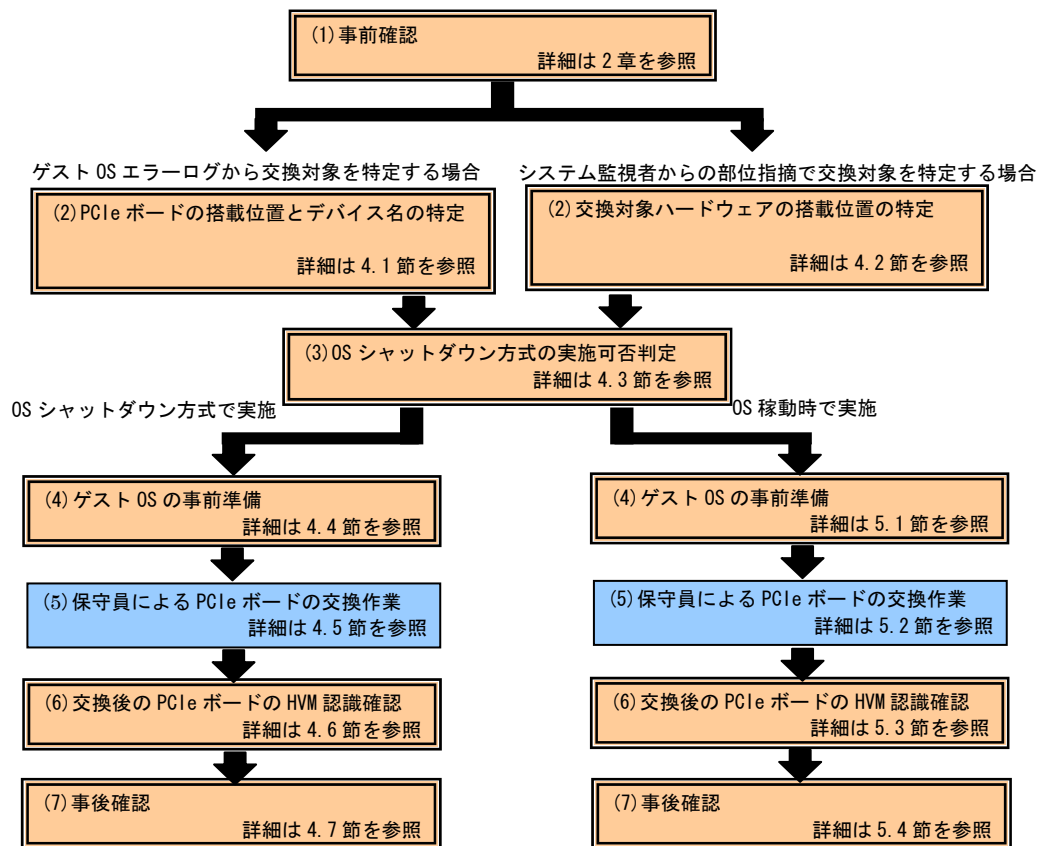 (1)事前確認
詳細は 2 章を参照
ゲスト OS エラーログから交換対象を特定する場合
システム監視者からの部位指摘で交換対象を特定する場合
(2)PCIe ボードの搭載位置とデバイス名の特定
詳細は 4.1 節を参照
(2)交換対象ハードウェアの搭載位置の特定
詳細は 4.2 節を参照
(3)OS シャットダウン方式の実施可否判定
詳細は 4.3 節を参照
OS シャットダウン方式で実施
OS 稼動時で実施
(4)ゲスト OS の事前準備
詳細は 4.4 節を参照
(4)ゲスト OS の事前準備
詳細は 5.1 節を参照
(5)保守員による PCIe ボードの交換作業
詳細は 4.5 節を参照
(5)保守員による PCIe ボードの交換作業
詳細は 5.2 節を参照
(6)交換後の PCIe ボードの HVM 認識確認
詳細は 4.6 節を参照
(6)交換後の PCIe ボードの HVM 認識確認
詳細は 5.3 節を参照
(7)事後確認
詳細は 4.7 節を参照
(7)事後確認
詳細は 5.4 節を参照